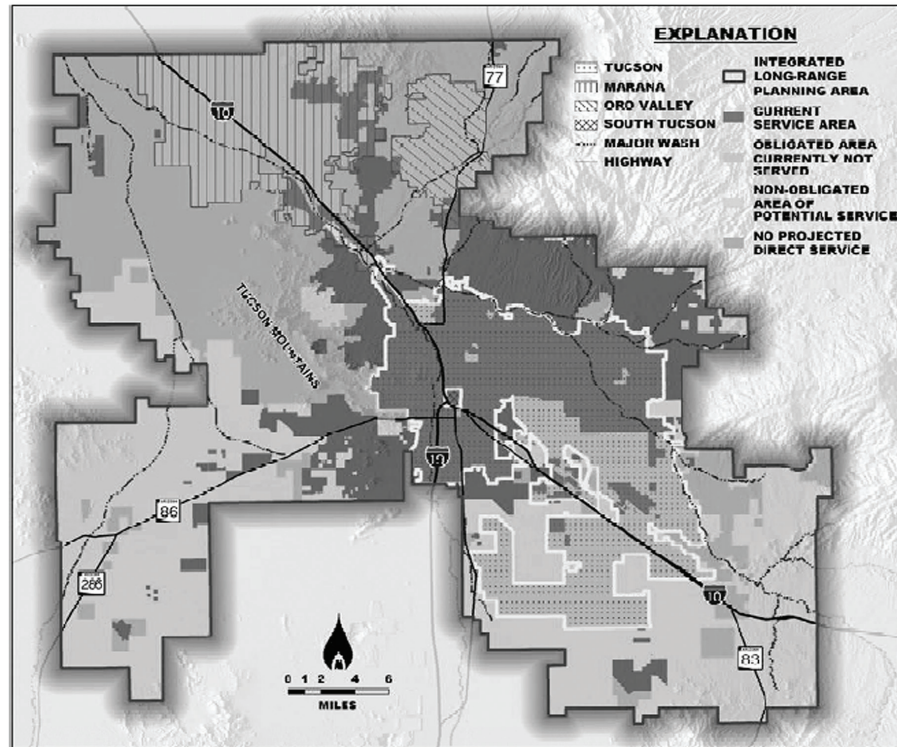 EXPLANATION
TUCSON
MARANA
ORO VALLEY
SOUTH TUCSON
MAJOR WASH
HIGHWAY
INTEGRATED
LONG-RANGE
PLANNING AREA
CURRENT
SERVICE AREA
OBLIGATED AREA
CURRENTLY NOT
SERVED
NON-OBLIGATED
AREA OF
POTENTIAL SERVICE
NO PROJECTED
DIRECT SERVICE
10
77
TUCSON MOUNTAINS
19
86
286
10
83
0 1 2 4 6
MILES